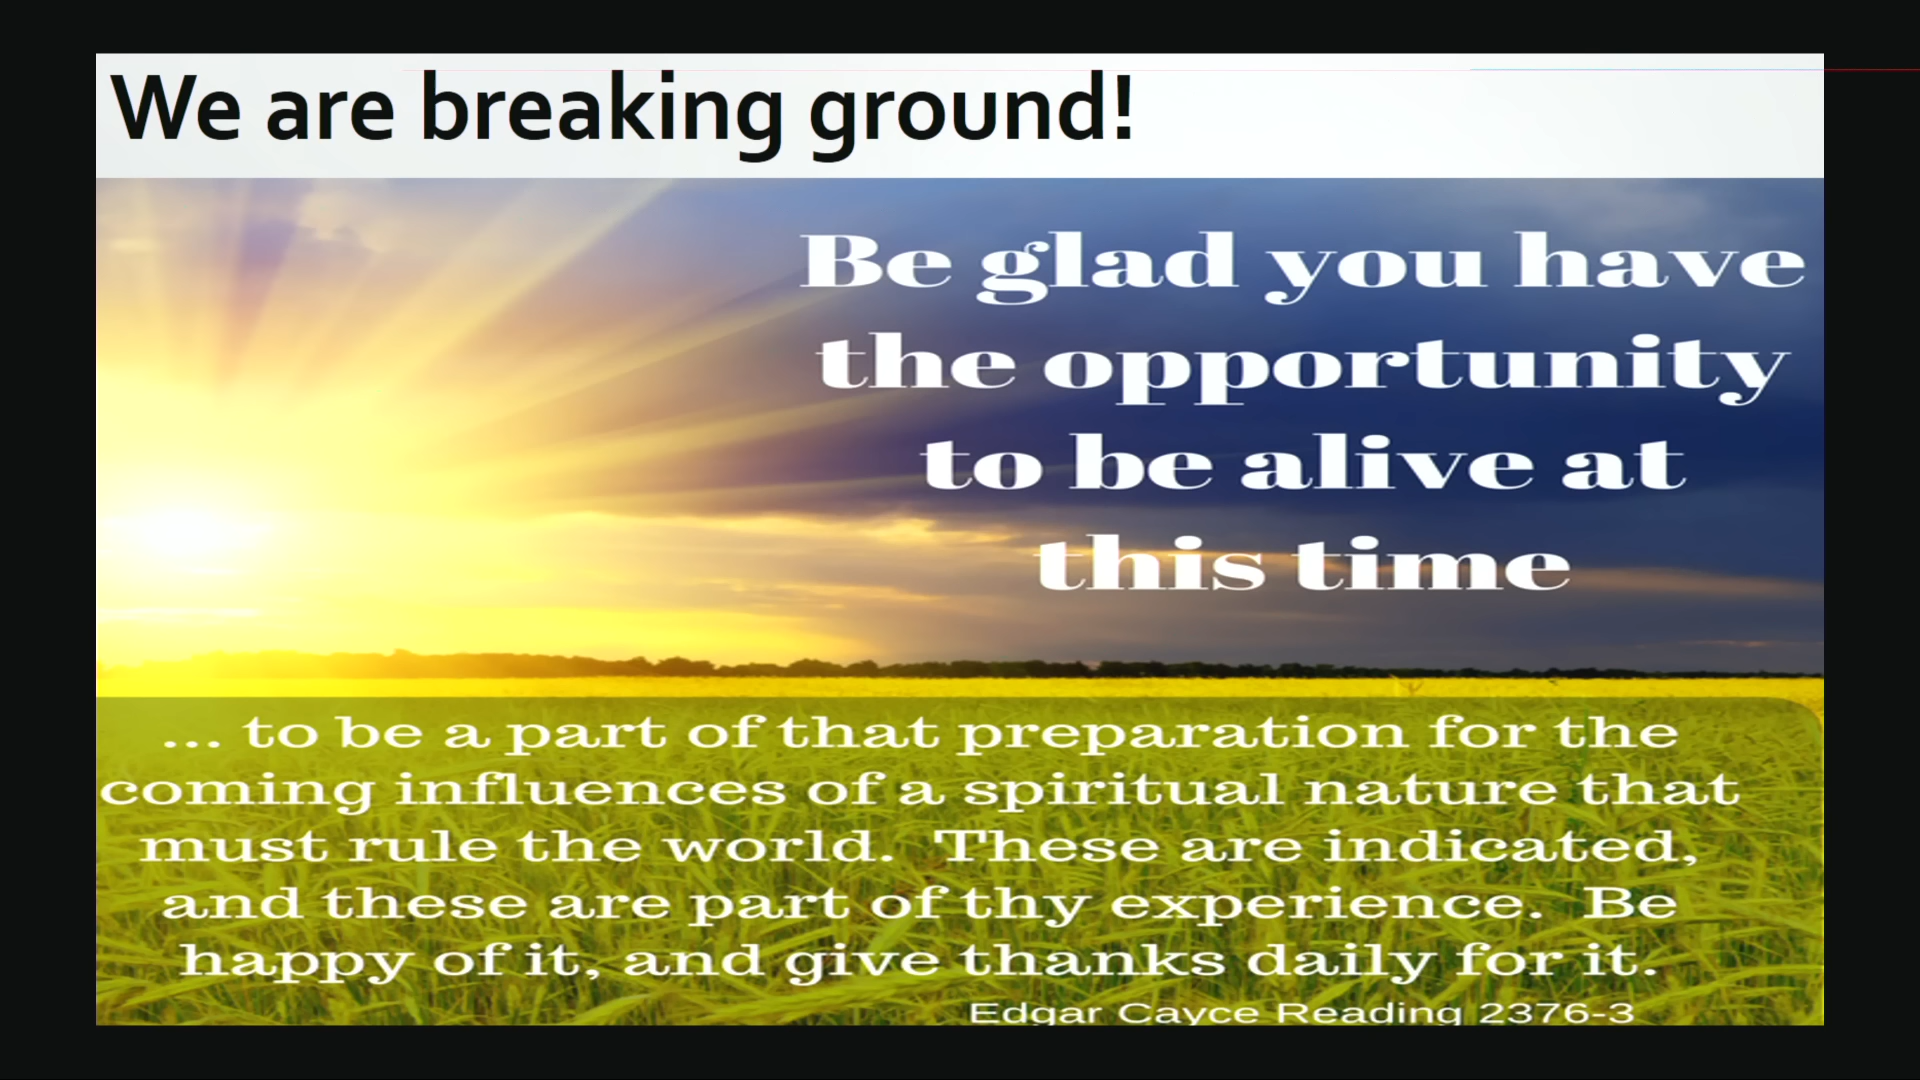 We are breaking ground!
Be glad you have
the opportunity
to be alive at
this time
... to be a part of that preparation for the
coming influences of a spiritual nature that
must rule the world. These are indicated,
and these are part of thy experience. Be
happy of it, and give thanks daily for it.
Edgar Cayce Reading 2376-3